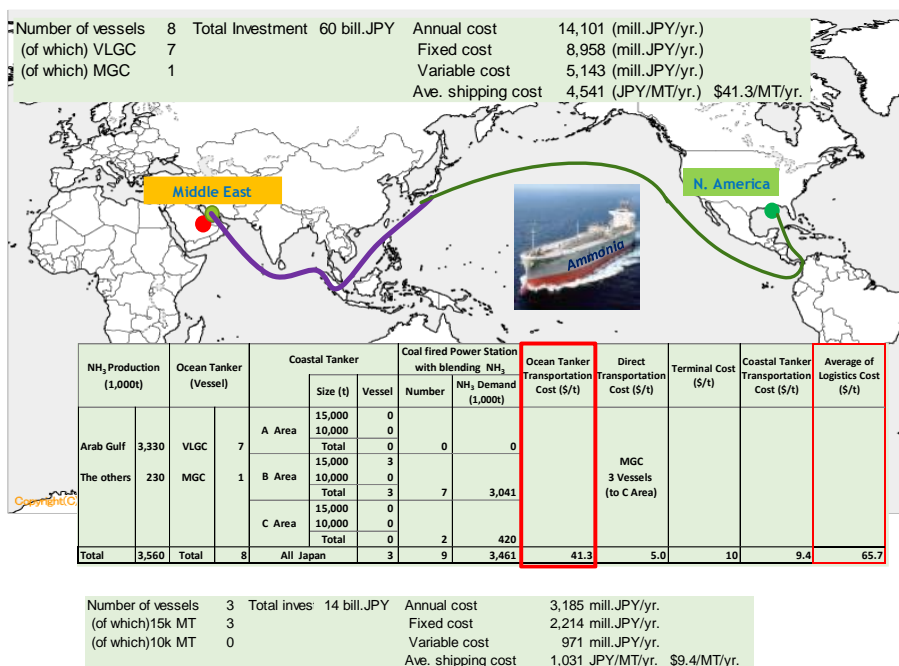 Number of vessels 8 Total Investment 60 bill.JPY Annual cost 14,101 (mill.JPY/yr.)
(of which) VLGC 7 Fixed cost 8,958 (mill.JPY/yr.)
(of which) MGC 1 Variable cost 5,143 (mill.JPY/yr.)
Ave. shipping cost 4,541 (JPY/MT/yr.) $41.3/MT/yr.
Middle East
N. America
Ammonia
NH3 Production (1,000t) Ocean Tanker (Vessel) Coastal Tanker Coal fired Power Station with blending NH3 Ocean Tanker Transportation Cost ($/t) Direct Transportation Cost ($/t) Terminal Cost ($/t) Coastal Tanker Transportation Cost ($/t) Average of Logistics Cost ($/t)
Size (t) Vessel Number NH3 Demand (1,000t)
15,000 0
A Area 10,000 0
Arab Gulf 3,330 VLGC 7 Total 0 0 0
15,000 3
The others 230 MGC 1 B Area 10,000 0
Total 3 7 3,041
MGC
3 Vessels
(to C Area)
15,000 0
C Area 10,000 0
Total 0 2 420
Total 3,560 Total 8 All Japan 3 9 3,461 41.3 5.0 10 9.4 65.7
Copyright(C)
Number of vessels 3 Total inves 14 bill.JPY Annual cost 3,185 mill.JPY/yr.
(of which)15k MT 3 Fixed cost 2,214 mill.JPY/yr.
(of which)10k MT 0 Variable cost 971 mill.JPY/yr.
Ave. shipping cost 1,031 JPY/MT/yr. $9.4/MT/yr.